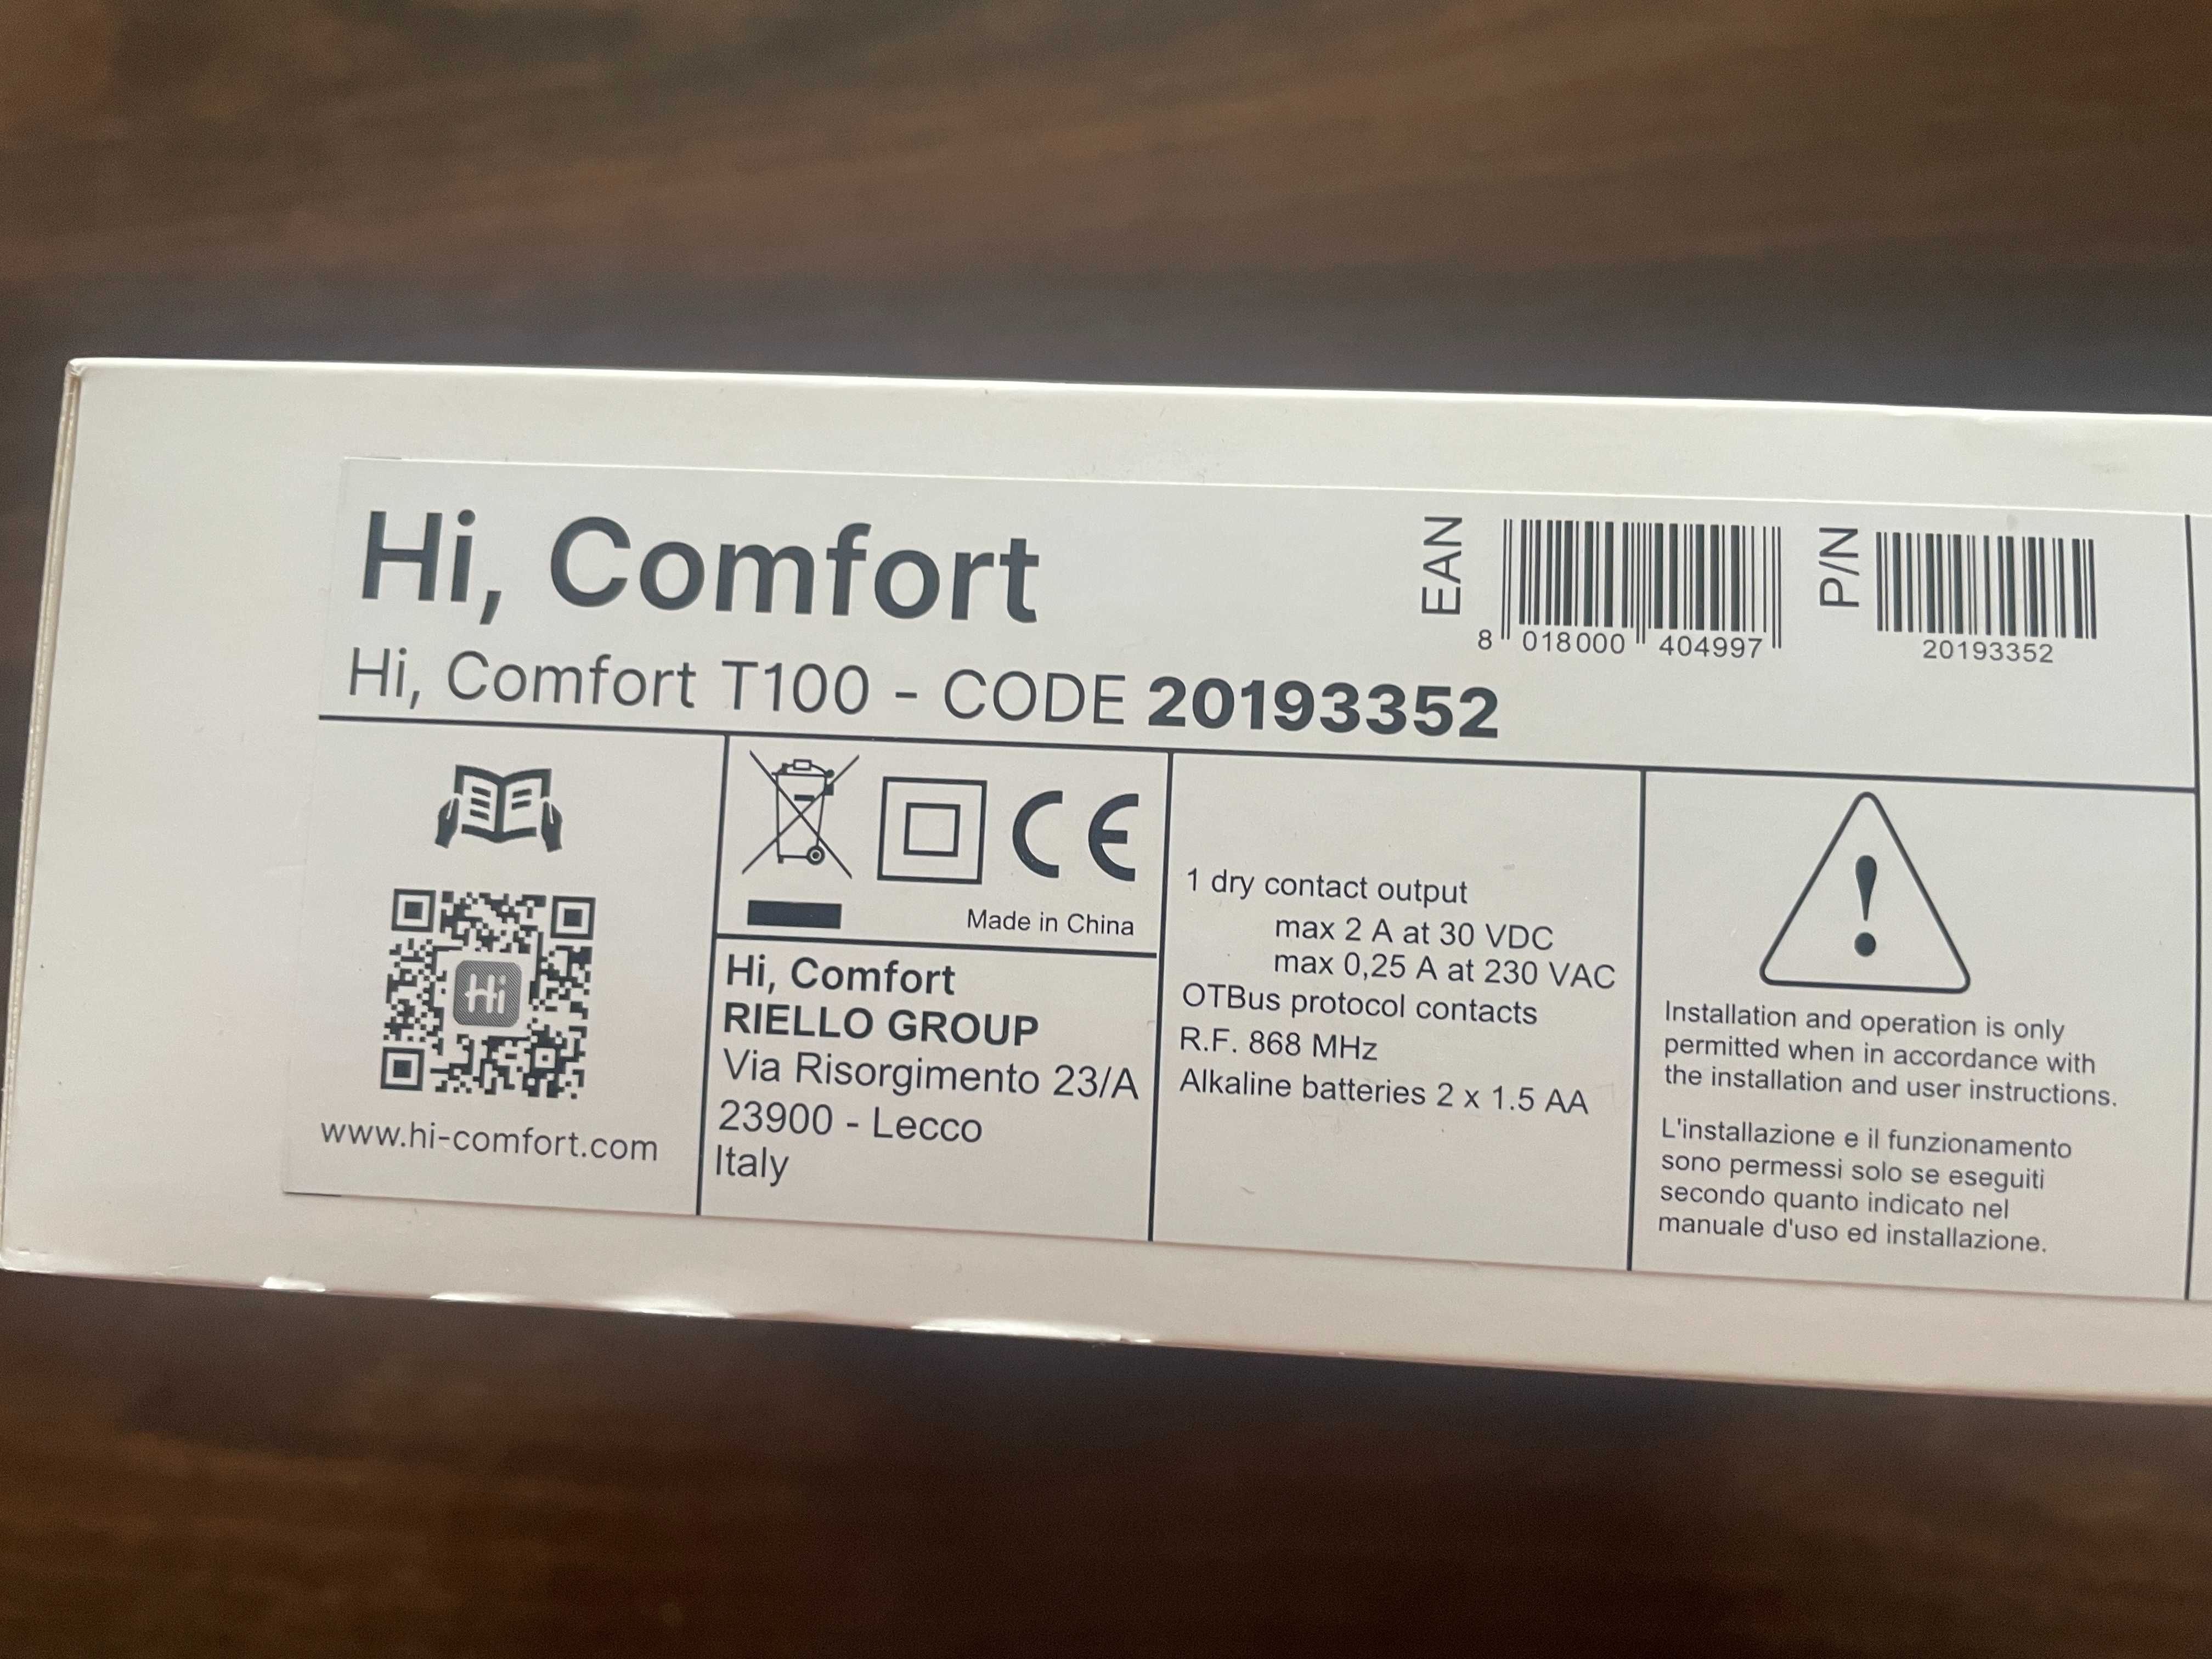 Hi, Comfort
Hi, Comfort T100 - CODE 20193352
EAN
8 018000 404997
P/N
20193352
Hi
www.hi-comfort.com
CE
Made in China
Hi, Comfort
RIELLO GROUP
Via Risorgimento 23/A
23900 - Lecco
Italy
1 dry contact output
max 2 A at 30 VDC
max 0,25 A at 230 VAC
OTBus protocol contacts
R.F. 868 MHz
Alkaline batteries 2 x 1.5 AA
!
Installation and operation is only
permitted when in accordance with
the installation and user instructions.
L'installazione e il funzionamento
sono permessi solo se eseguiti
secondo quanto indicato nel
manuale d'uso ed installazione.